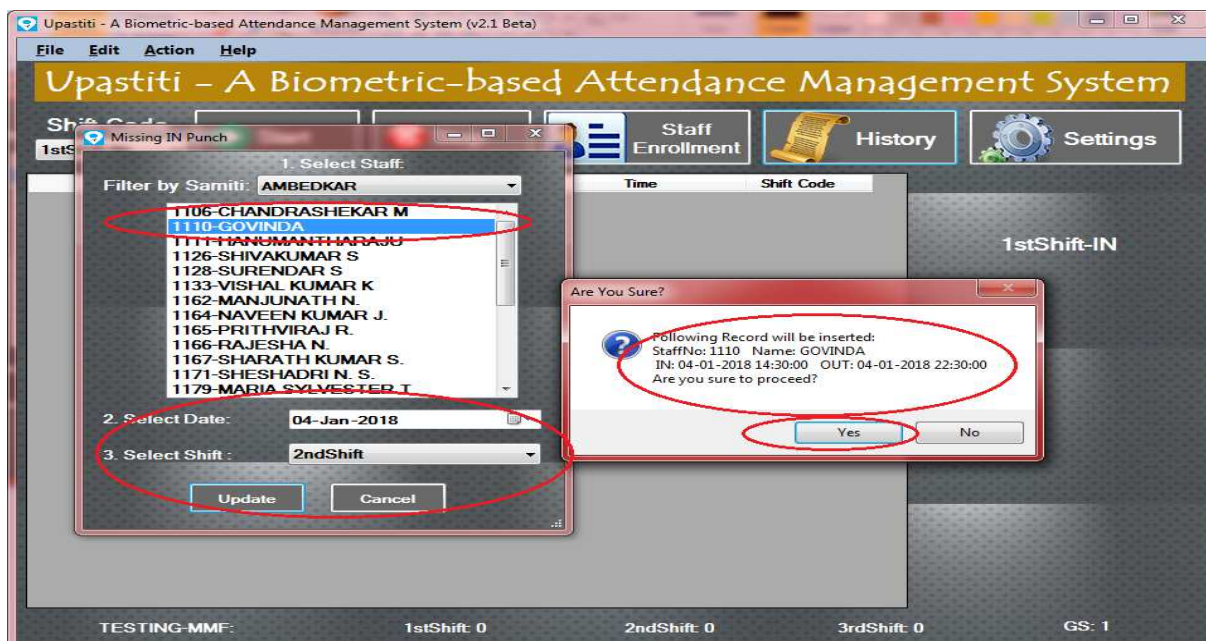 Upastiti - A Biometric-based Attendance Management System (v2.1 Beta)
File Edit Action Help
Upastiti - A Biometric-based Attendance Management System
Staff Enrollment
History
Settings
Missing IN Punch
1. Select Staff:
Filter by Samiti: AMBEDKAR
1106-CHANDRASHEKAR M
1110-GOVINDA
1111-HANUMANTHARAJU
1126-SHIVAKUMAR S
1128-SURENDAR S
1133-VISHAL KUMAR K
1162-MANJUNATH N.
1164-NAVEEN KUMAR J.
1165-PRITHVIRAJ R.
1166-RAJESHA N.
1167-SHARATH KUMAR S.
1171-SHESHADRI N. S.
1179-MARIA SYLVESTER T
2. Select Date: 04-Jan-2018
3. Select Shift : 2ndShift
Update Cancel
Time Shift Code
1stShift-IN
Are You Sure?
Following Record will be inserted:
StaffNo: 1110 Name: GOVINDA
IN: 04-01-2018 14:30:00 OUT: 04-01-2018 22:30:00
Are you sure to proceed?
Yes No
TESTING-MMF: 1stShift: 0 2ndShift: 0 3rdShift: 0 GS: 1